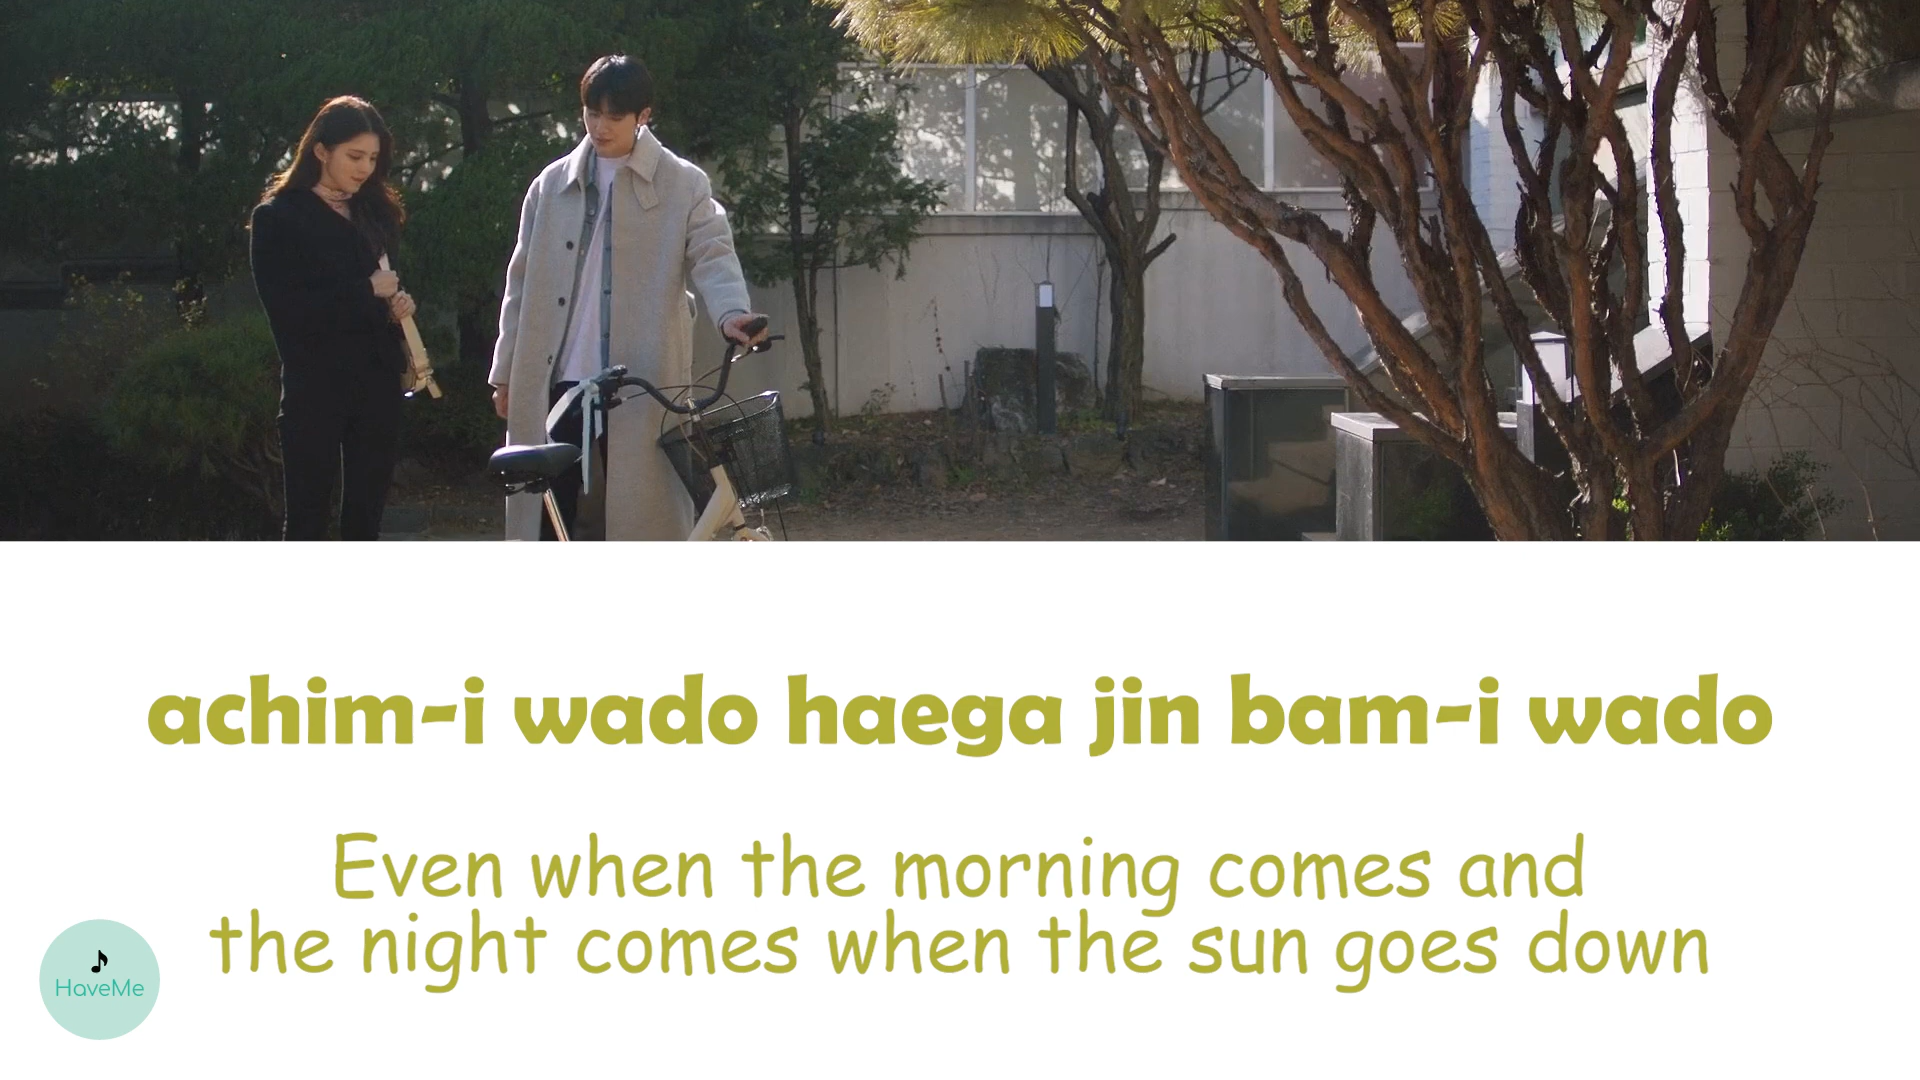 achim-i wado haega jin bam-i wado
Even when the morning comes and
the night comes when the sun goes down
HaveMe